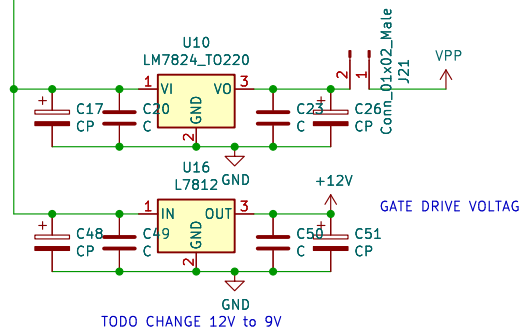 U10
LM7824_TO220
1 VI VO 3
GND
2
C17
CP
C20
C
C23
C
C26
CP
GND
2
1
Conn_01x02_Male
J21
VPP
U16
L7812
1 IN OUT 3
GND
2
+12V
C48
CP
C49
C
C50
C
C51
CP
GND
GATE DRIVE VOLTAG
TODO CHANGE 12V to 9V